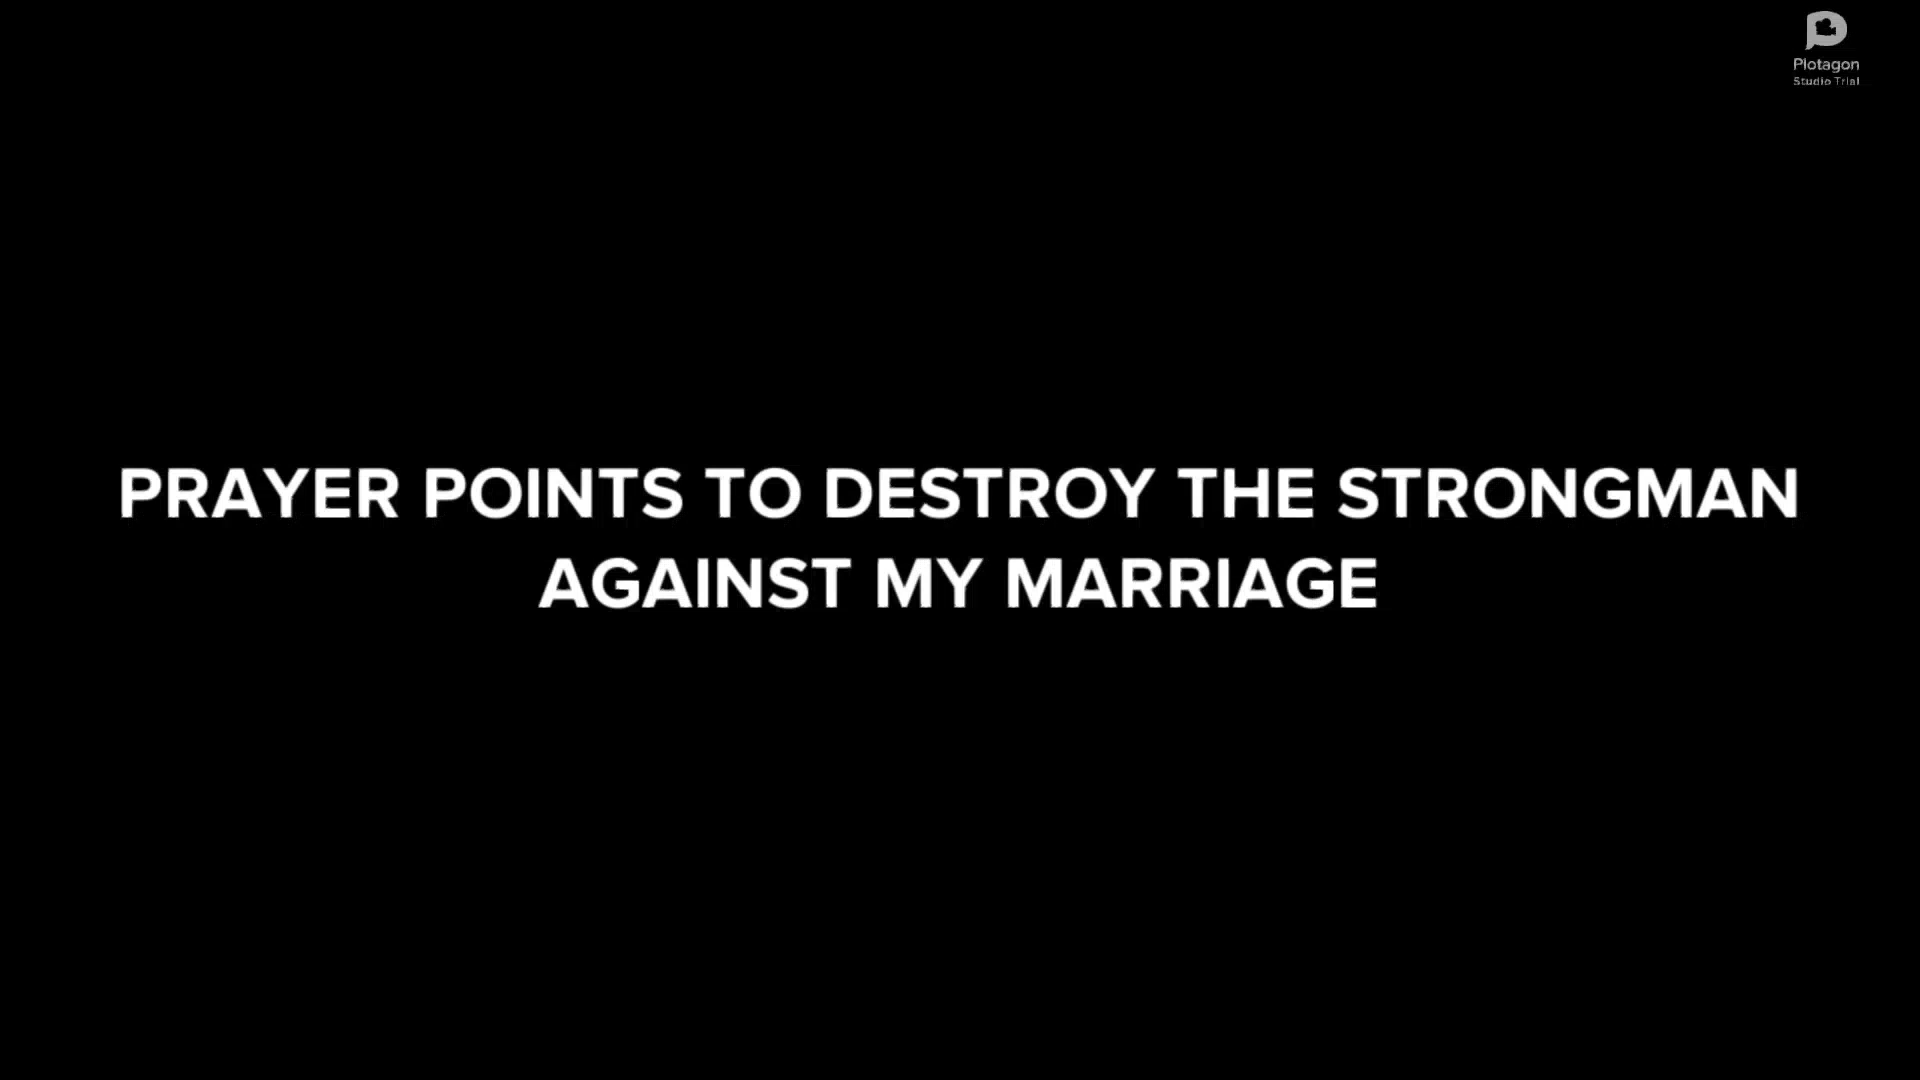 Plotagon
Studio Trial
PRAYER POINTS TO DESTROY THE STRONGMAN
AGAINST MY MARRIAGE